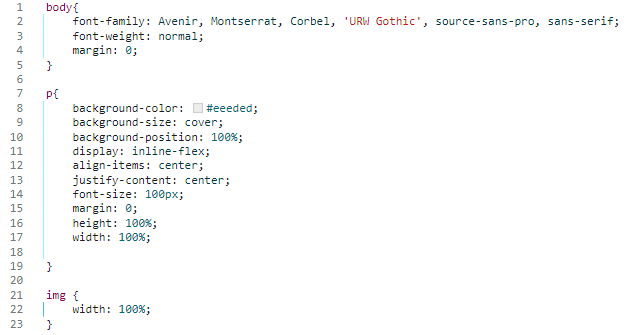 1 body{
2 font-family: Avenir, Montserrat, Corbel, 'URW Gothic', source-sans-pro, sans-serif;
3 font-weight: normal;
4 margin: 0;
5 }
6
7 p{
8 background-color: #eeeded;
9 background-size: cover;
10 background-position: 100%;
11 display: inline-flex;
12 align-items: center;
13 justify-content: center;
14 font-size: 100px;
15 margin: 0;
16 height: 100%;
17 width: 100%;
18
19 }
20
21 img {
22 width: 100%;
23 }